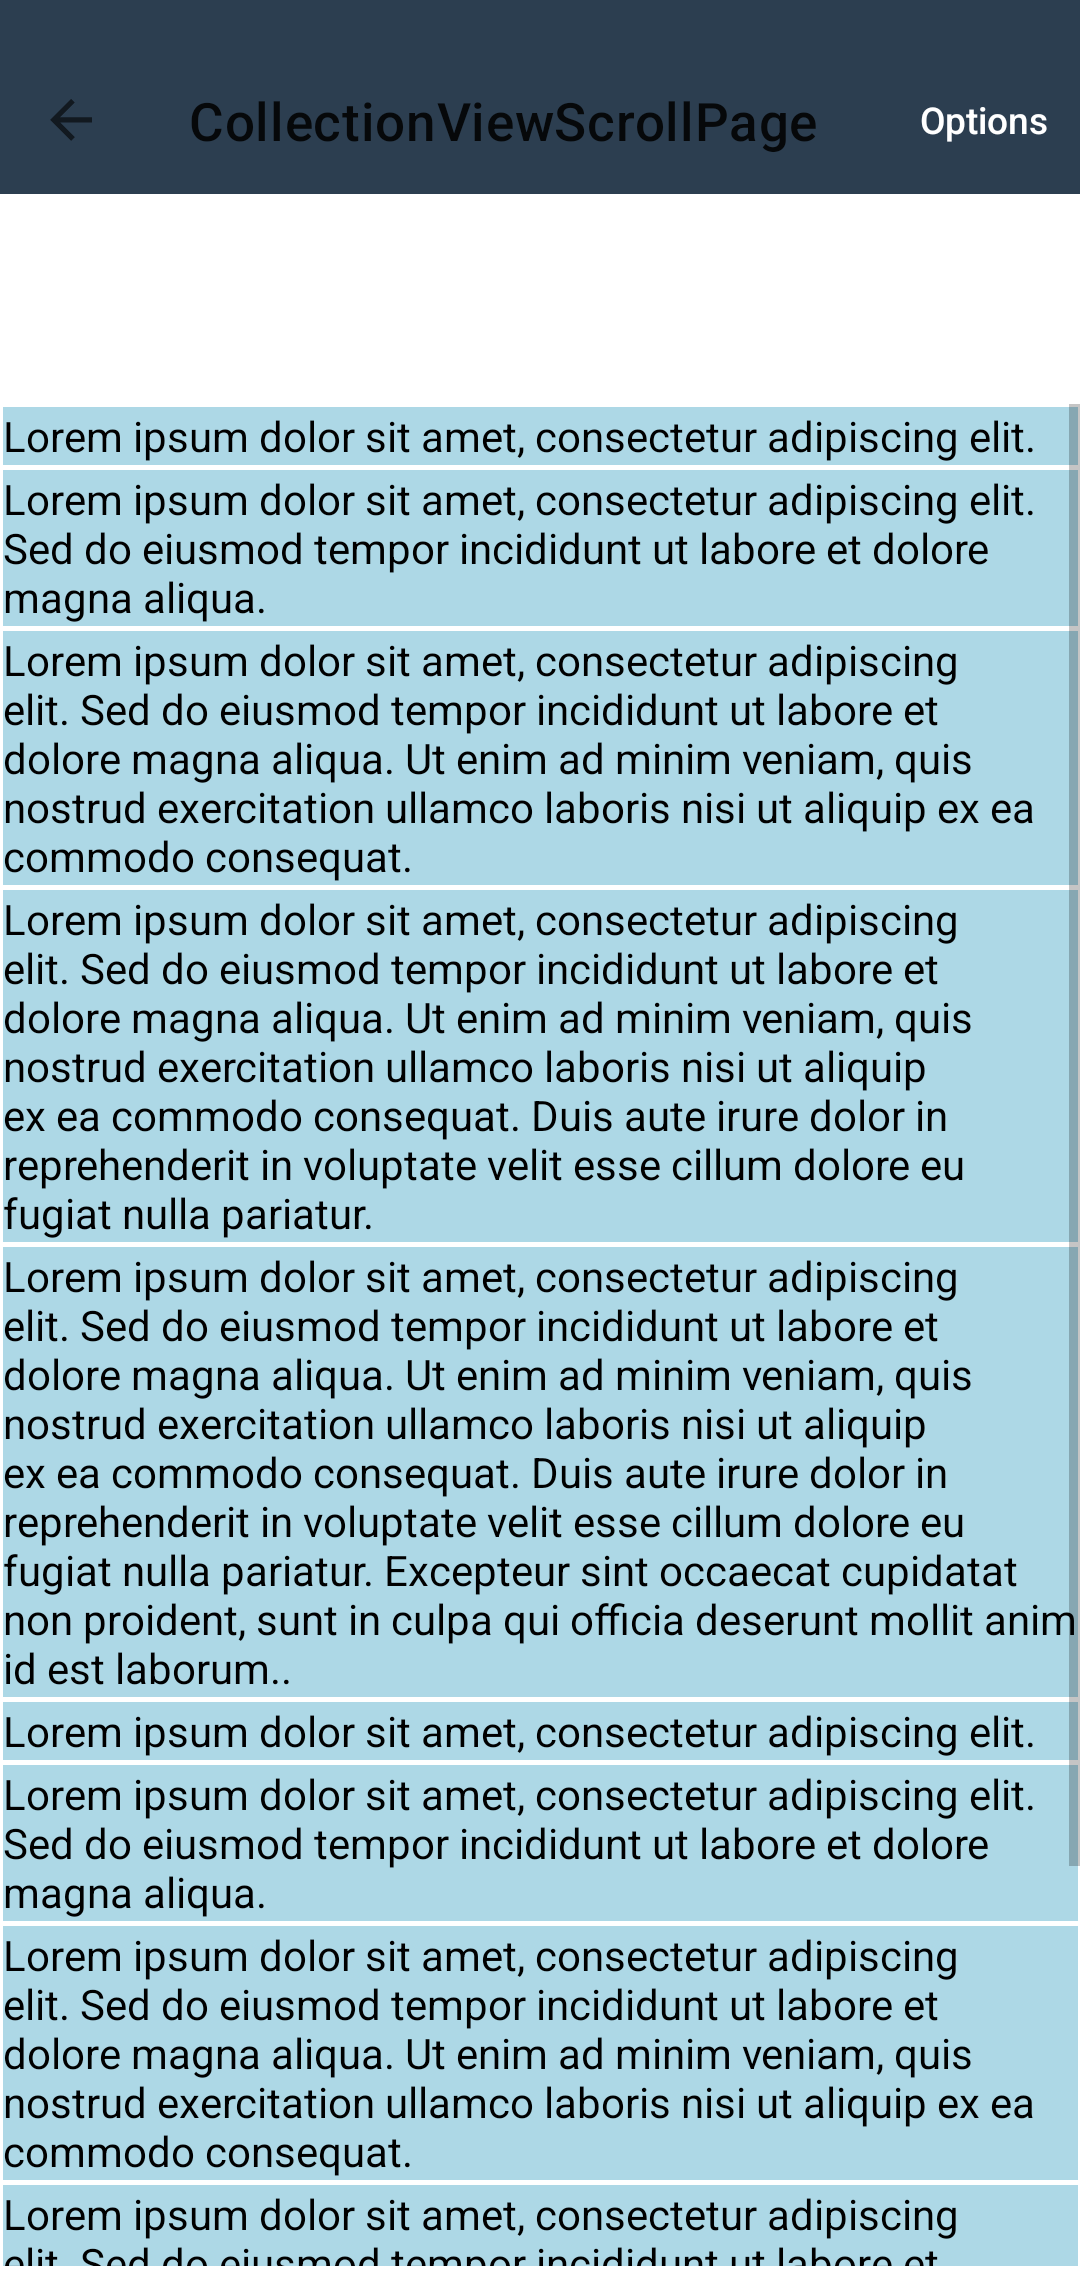 CollectionViewScrollPage
Options
Lorem ipsum dolor sit amet, consectetur adipiscing elit.
Lorem ipsum dolor sit amet, consectetur adipiscing elit.
Sed do eiusmod tempor incididunt ut labore et dolore
magna aliqua.
Lorem ipsum dolor sit amet, consectetur adipiscing
elit. Sed do eiusmod tempor incididunt ut labore et
dolore magna aliqua. Ut enim ad minim veniam, quis
nostrud exercitation ullamco laboris nisi ut aliquip ex ea
commodo consequat.
Lorem ipsum dolor sit amet, consectetur adipiscing
elit. Sed do eiusmod tempor incididunt ut labore et
dolore magna aliqua. Ut enim ad minim veniam, quis
nostrud exercitation ullamco laboris nisi ut aliquip
ex ea commodo consequat. Duis aute irure dolor in
reprehenderit in voluptate velit esse cillum dolore eu
fugiat nulla pariatur.
Lorem ipsum dolor sit amet, consectetur adipiscing
elit. Sed do eiusmod tempor incididunt ut labore et
dolore magna aliqua. Ut enim ad minim veniam, quis
nostrud exercitation ullamco laboris nisi ut aliquip
ex ea commodo consequat. Duis aute irure dolor in
reprehenderit in voluptate velit esse cillum dolore eu
fugiat nulla pariatur. Excepteur sint occaecat cupidatat
non proident, sunt in culpa qui officia deserunt mollit anim
id est laborum..
Lorem ipsum dolor sit amet, consectetur adipiscing elit.
Lorem ipsum dolor sit amet, consectetur adipiscing elit.
Sed do eiusmod tempor incididunt ut labore et dolore
magna aliqua.
Lorem ipsum dolor sit amet, consectetur adipiscing
elit. Sed do eiusmod tempor incididunt ut labore et
dolore magna aliqua. Ut enim ad minim veniam, quis
nostrud exercitation ullamco laboris nisi ut aliquip ex ea
commodo consequat.
Lorem ipsum dolor sit amet, consectetur adipiscing
elit. Sed do eiusmod tempor incididunt ut labore et